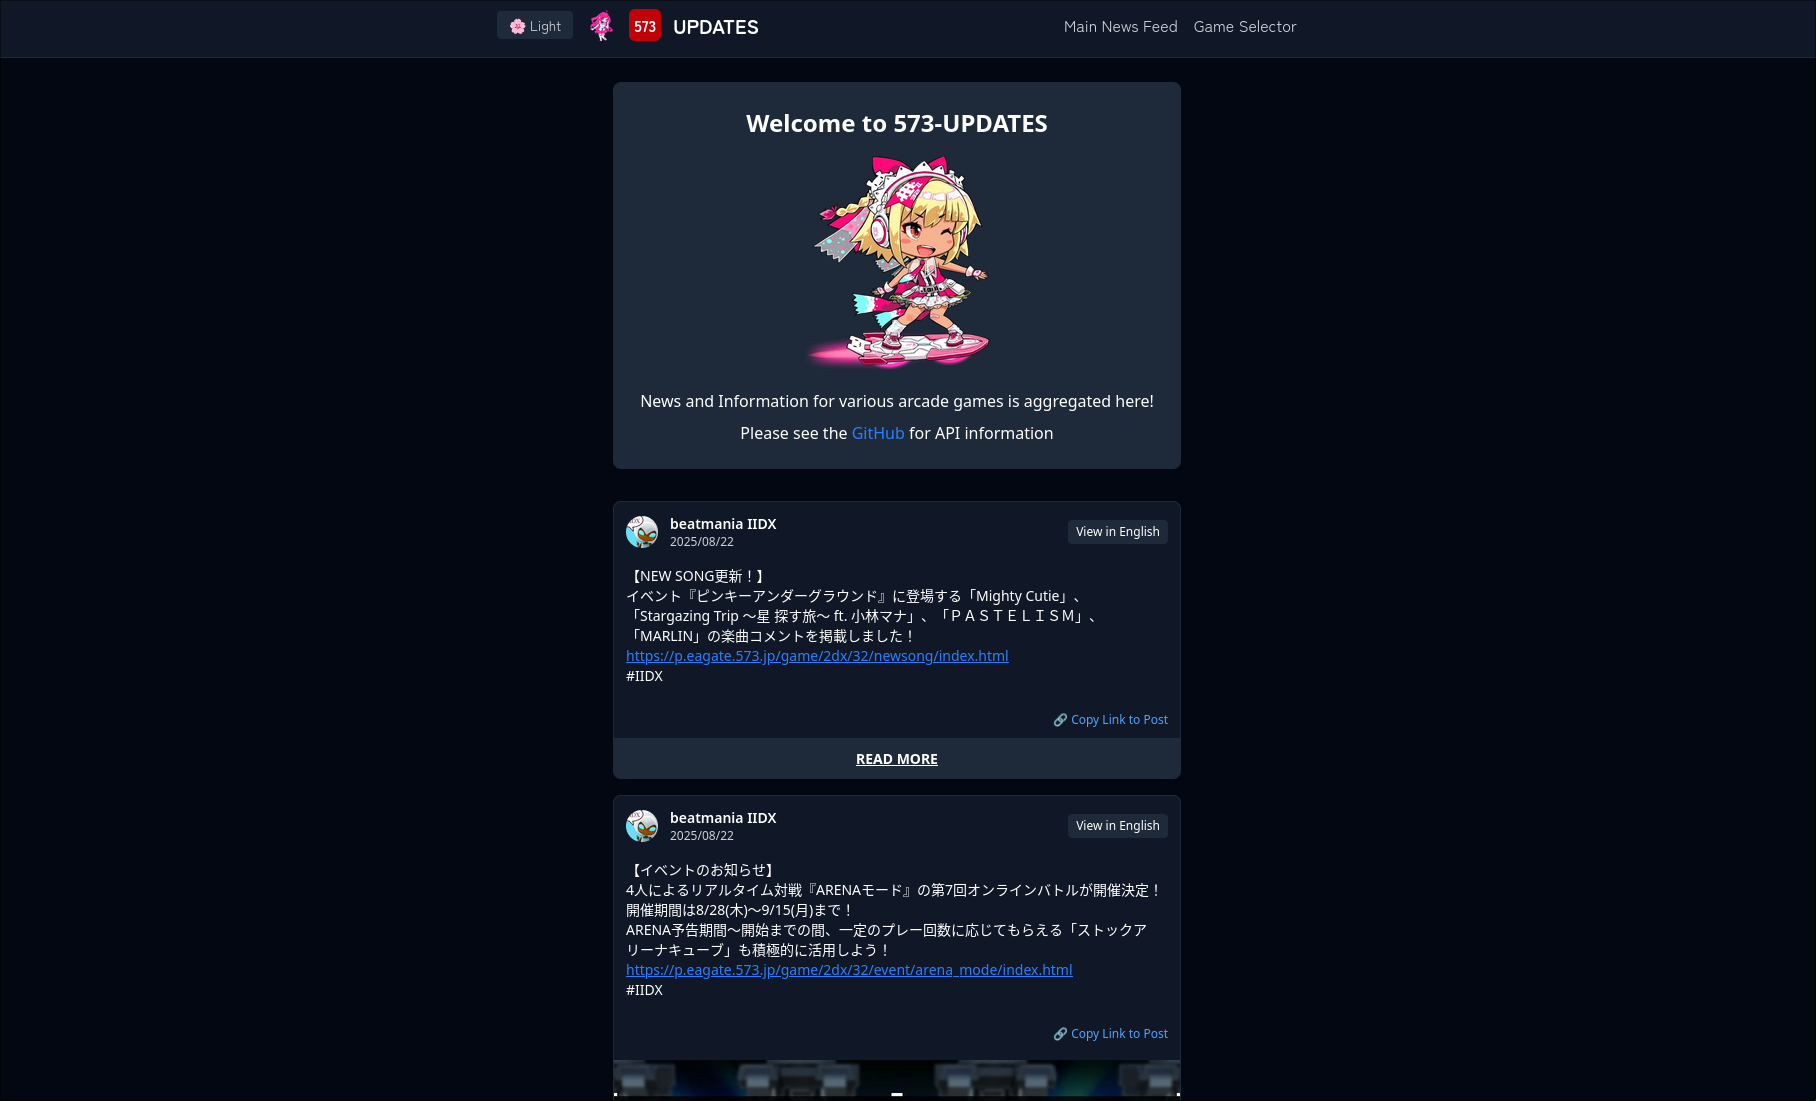 🌸 Light
573
UPDATES
Main News Feed
Game Selector
Welcome to 573-UPDATES
News and Information for various arcade games is aggregated here!
Please see the GitHub for API information
beatmania IIDX
2025/08/22
View in English
【NEW SONG更新！】
イベント『ピンキーアンダーグラウンド』に登場する「Mighty Cutie」、
「Stargazing Trip 〜星 探す旅〜 ft. 小林マナ」、「ＰＡＳＴＥＬＩＳＭ」、
「MARLIN」の楽曲コメントを掲載しました！
https://p.eagate.573.jp/game/2dx/32/newsong/index.html
#IIDX
🔗 Copy Link to Post
READ MORE
beatmania IIDX
2025/08/22
View in English
【イベントのお知らせ】
4人によるリアルタイム対戦『ARENAモード』の第7回オンラインバトルが開催決定！
開催期間は8/28(木)〜9/15(月)まで！
ARENA予告期間〜開始までの間、一定のプレー回数に応じてもらえる「ストックア
リーナキューブ」も積極的に活用しよう！
https://p.eagate.573.jp/game/2dx/32/event/arena_mode/index.html
#IIDX
🔗 Copy Link to Post